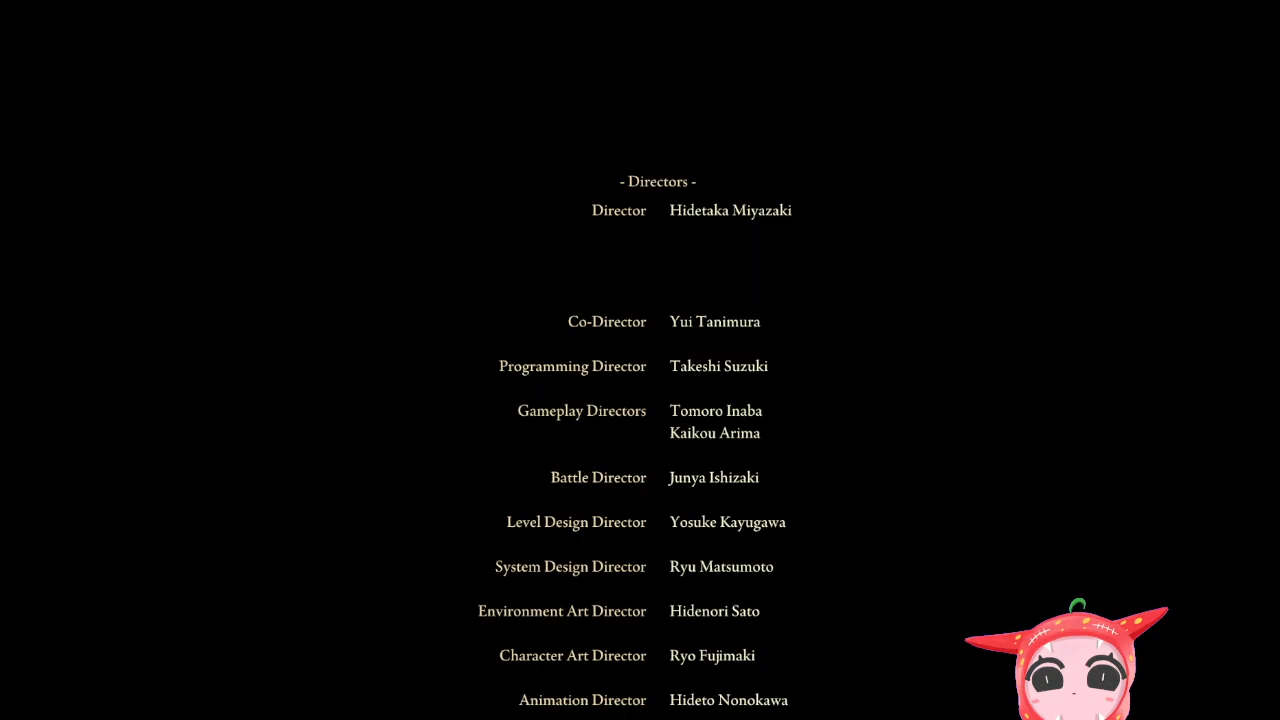 - Directors -
Director Hidetaka Miyazaki
Co-Director Yui Tanimura
Programming Director Takeshi Suzuki
Gameplay Directors Tomoro Inaba
Kaikou Arima
Battle Director Junya Ishizaki
Level Design Director Yosuke Kayugawa
System Design Director Ryu Matsumoto
Environment Art Director Hidenori Sato
Character Art Director Ryo Fujimaki
Animation Director Hideto Nonokawa